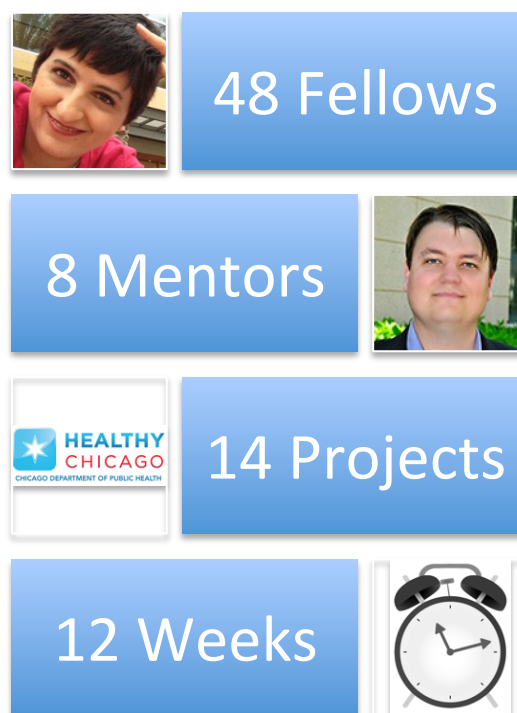 48 Fellows
8 Mentors
HEALTHY
CHICAGO
CHICAGO DEPARTMENT OF PUBLIC HEALTH
14 Projects
12 Weeks